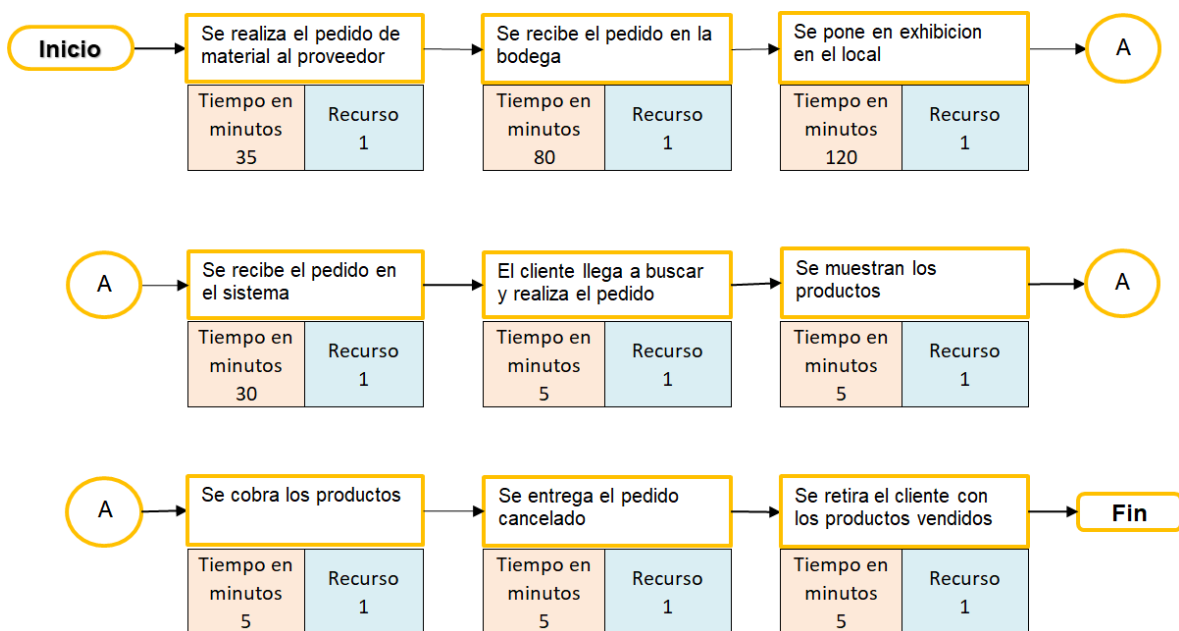 Inicio
Se realiza el pedido de
material al proveedor
Se recibe el pedido en la
bodega
Se pone en exhibicion
en el local
A
Tiempo en
minutos
35
Recurso
1
Tiempo en
minutos
80
Recurso
1
Tiempo en
minutos
120
Recurso
1
A
Se recibe el pedido en
el sistema
El cliente llega a buscar
y realiza el pedido
Se muestran los
productos
A
Tiempo en
minutos
30
Recurso
1
Tiempo en
minutos
5
Recurso
1
Tiempo en
minutos
5
Recurso
1
A
Se cobra los productos
Se entrega el pedido
cancelado
Se retira el cliente con
los productos vendidos
Fin
Tiempo en
minutos
5
Recurso
1
Tiempo en
minutos
5
Recurso
1
Tiempo en
minutos
5
Recurso
1